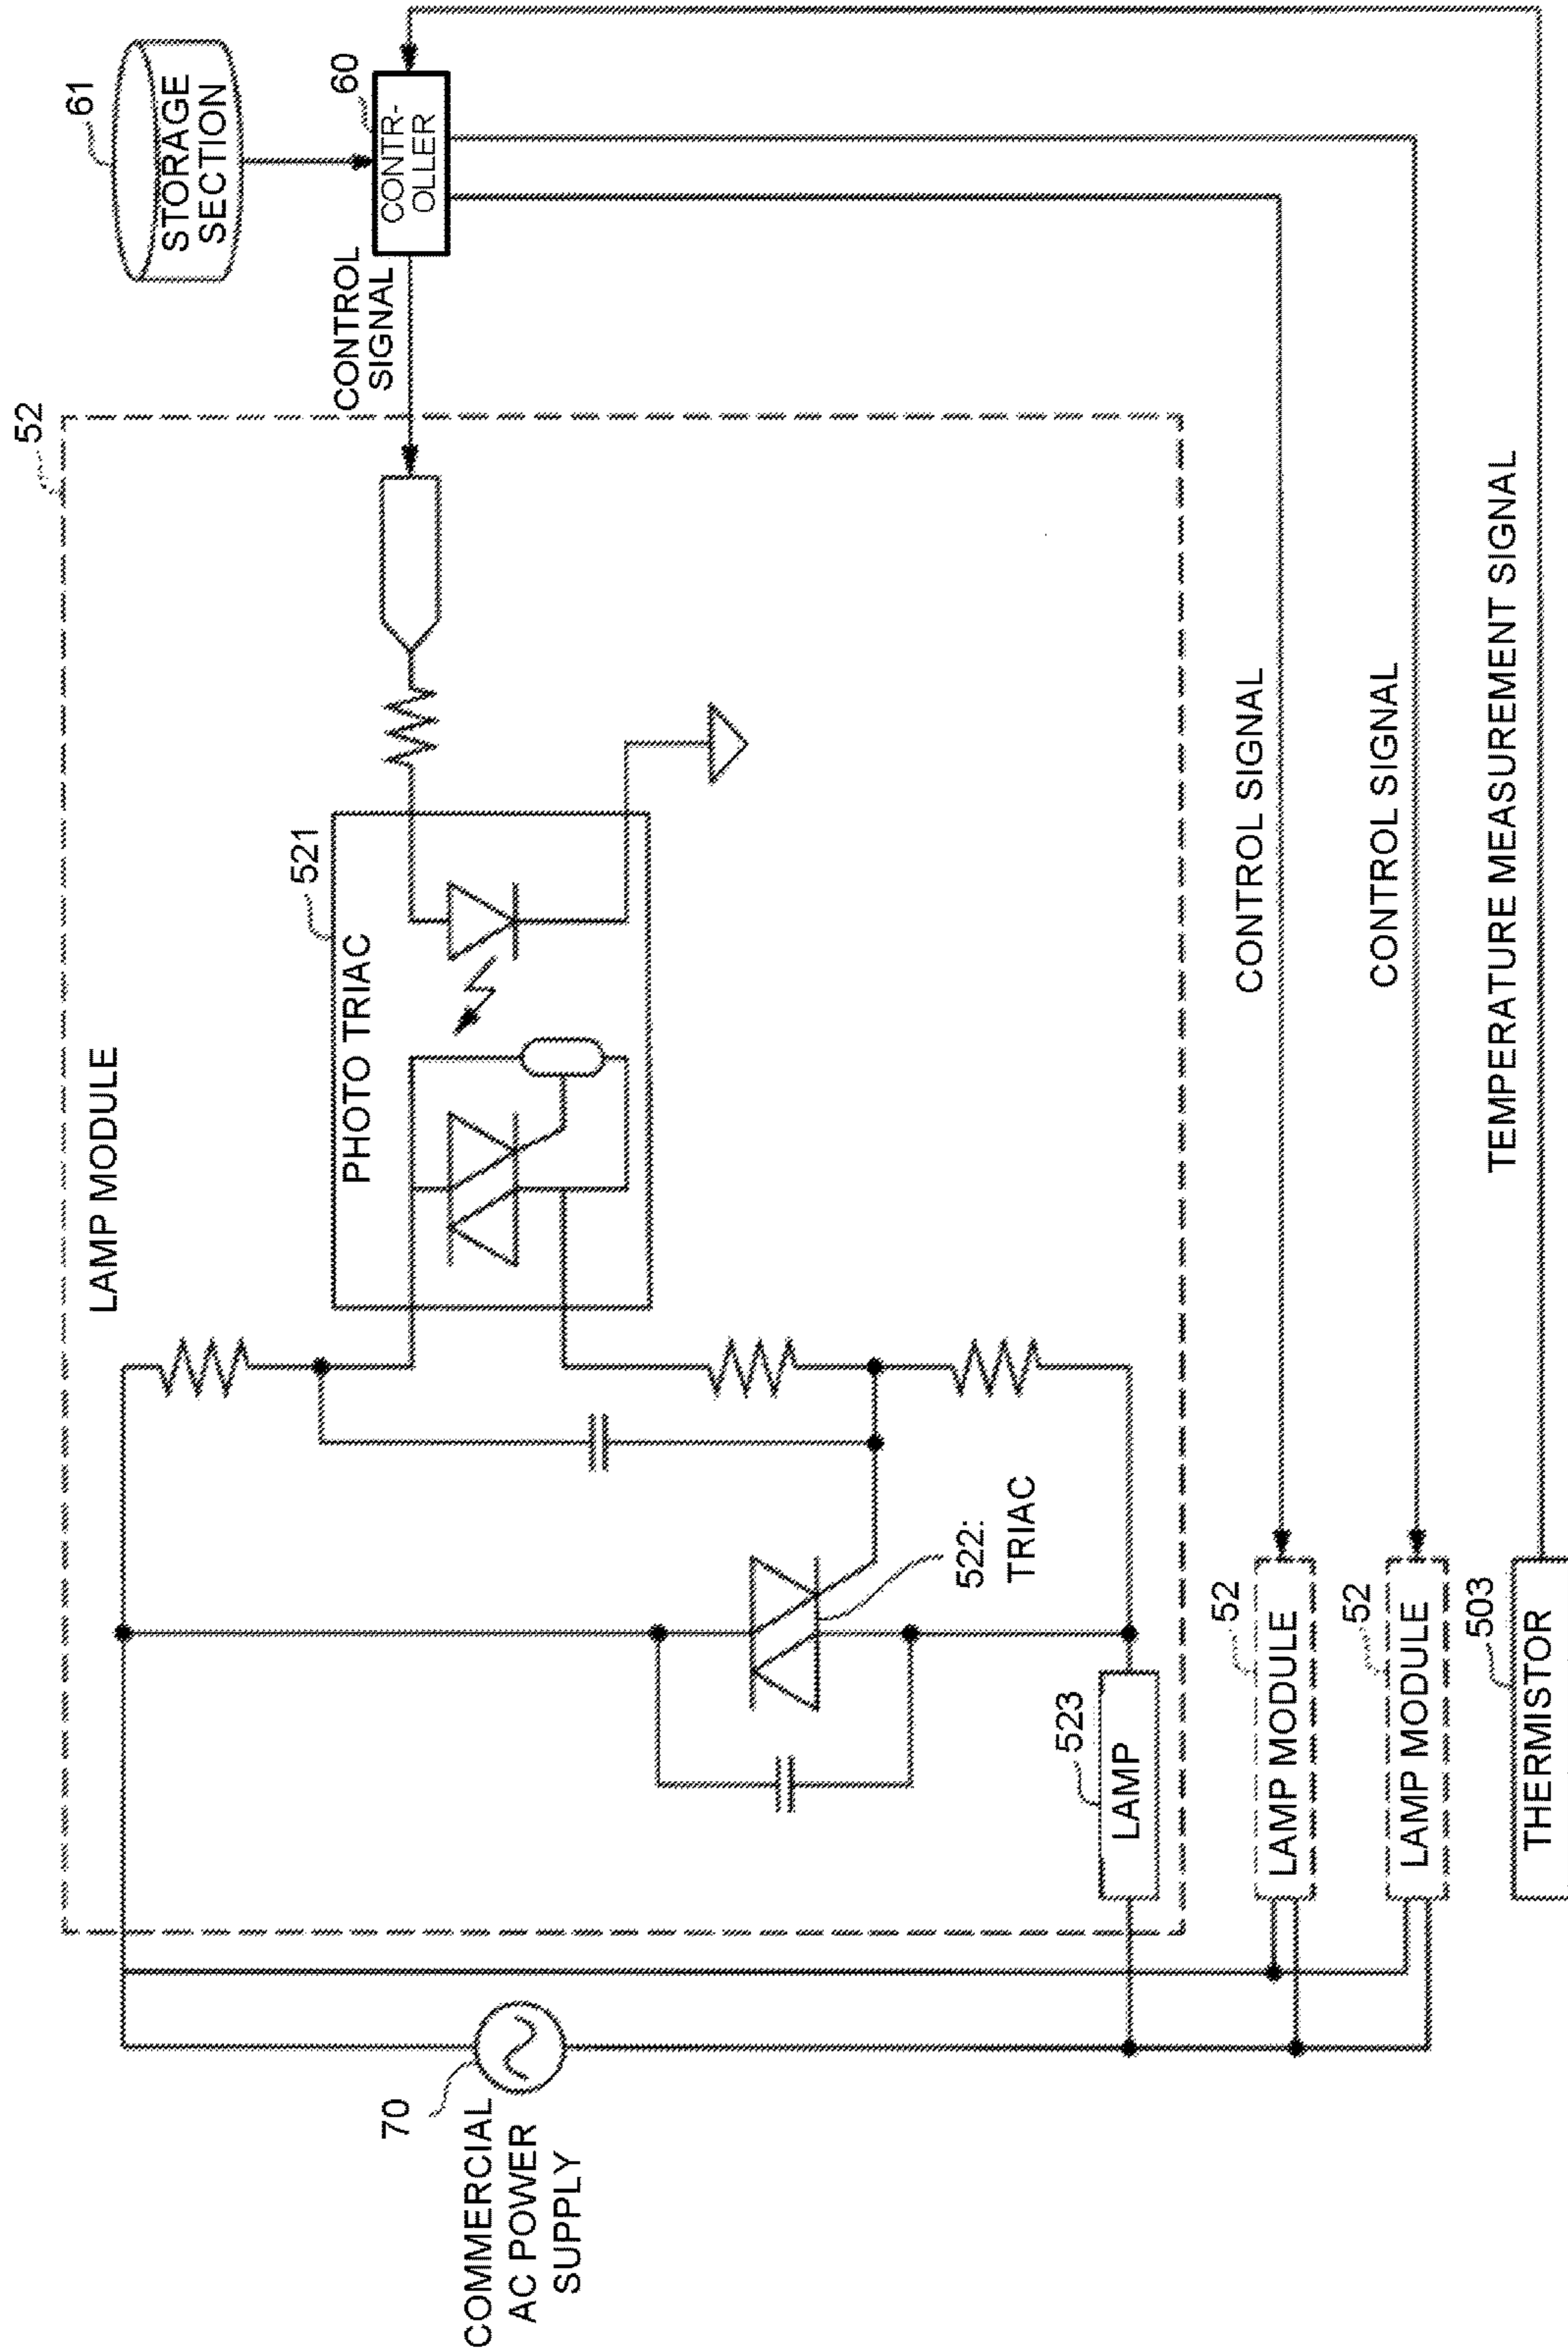 COMMERCIAL
AC POWER
SUPPLY
70
LAMP MODULE
52
PHOTO TRIAC
521
522:
TRIAC
523
LAMP
CONTROL
SIGNAL
61
STORAGE
SECTION
60
CONTR-
OLLER
52
LAMP MODULE
CONTROL SIGNAL
52
LAMP MODULE
CONTROL SIGNAL
503
THERMISTOR
TEMPERATURE MEASUREMENT SIGNAL